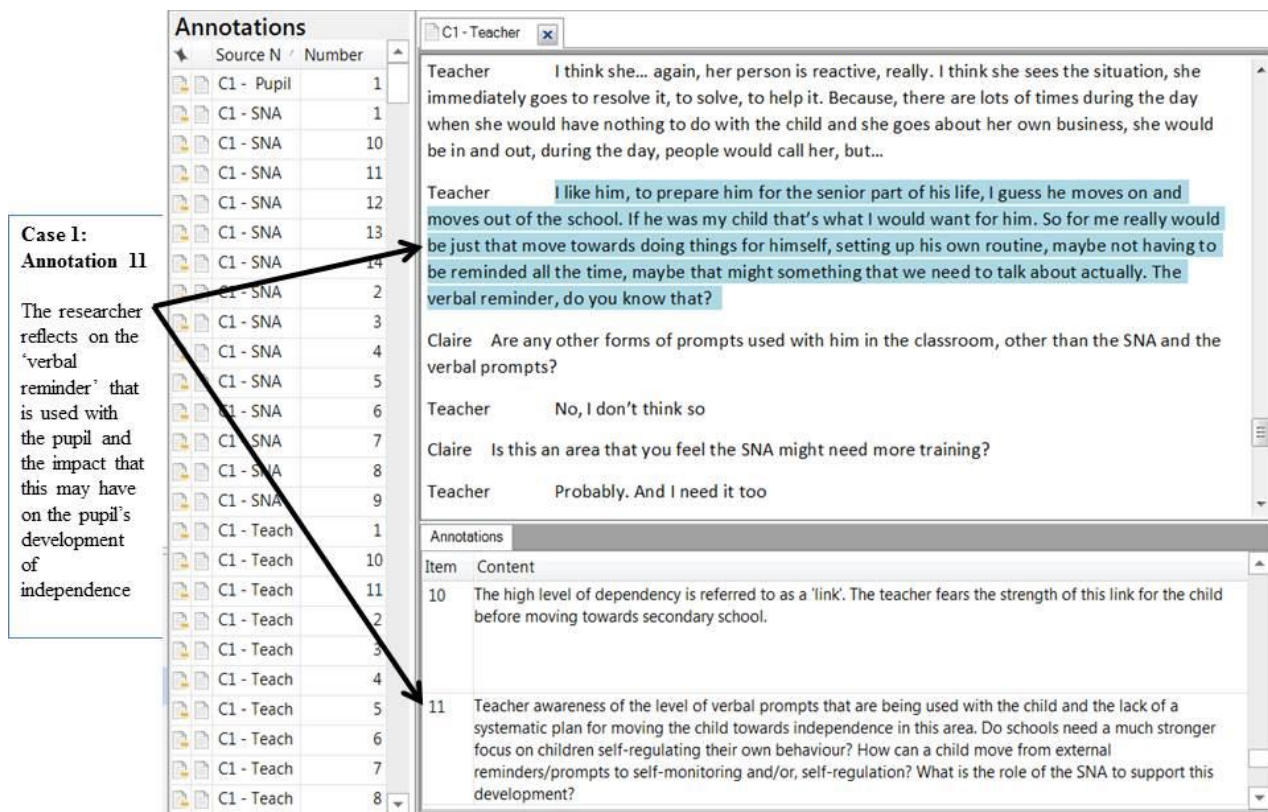 Case 1:
Annotation 11
The researcher
reflects on the
‘verbal
reminder’ that
is used with
the pupil and
the impact that
this may have
on the pupil’s
development
of
independence
Annotations
Source N Number
C1 - Pupil 1
C1 - SNA 1
C1 - SNA 10
C1 - SNA 11
C1 - SNA 12
C1 - SNA 13
C1 - SNA 14
C1 - SNA 2
C1 - SNA 3
C1 - SNA 4
C1 - SNA 5
C1 - SNA 6
C1 - SNA 7
C1 - SNA 8
C1 - SNA 9
C1 - Teach 1
C1 - Teach 10
C1 - Teach 11
C1 - Teach 2
C1 - Teach 3
C1 - Teach 4
C1 - Teach 5
C1 - Teach 6
C1 - Teach 7
C1 - Teach 8
C1 - Teacher
Teacher I think she... again, her person is reactive, really. I think she sees the situation, she
immediately goes to resolve it, to solve, to help it. Because, there are lots of times during the day
when she would have nothing to do with the child and she goes about her own business, she would
be in and out, during the day, people would call her, but...
Teacher I like him, to prepare him for the senior part of his life, I guess he moves on and
moves out of the school. If he was my child that’s what I would want for him. So for me really would
be just that move towards doing things for himself, setting up his own routine, maybe not having to
be reminded all the time, maybe that might something that we need to talk about actually. The
verbal reminder, do you know that?
Claire Are any other forms of prompts used with him in the classroom, other than the SNA and the
verbal prompts?
Teacher No, I don’t think so
Claire Is this an area that you feel the SNA might need more training?
Teacher Probably. And I need it too
Annotations
Item Content
10 The high level of dependency is referred to as a 'link'. The teacher fears the strength of this link for the child
before moving towards secondary school.
11 Teacher awareness of the level of verbal prompts that are being used with the child and the lack of a
systematic plan for moving the child towards independence in this area. Do schools need a much stronger
focus on children self-regulating their own behaviour? How can a child move from external
reminders/prompts to self-monitoring and/or, self-regulation? What is the role of the SNA to support this
development?